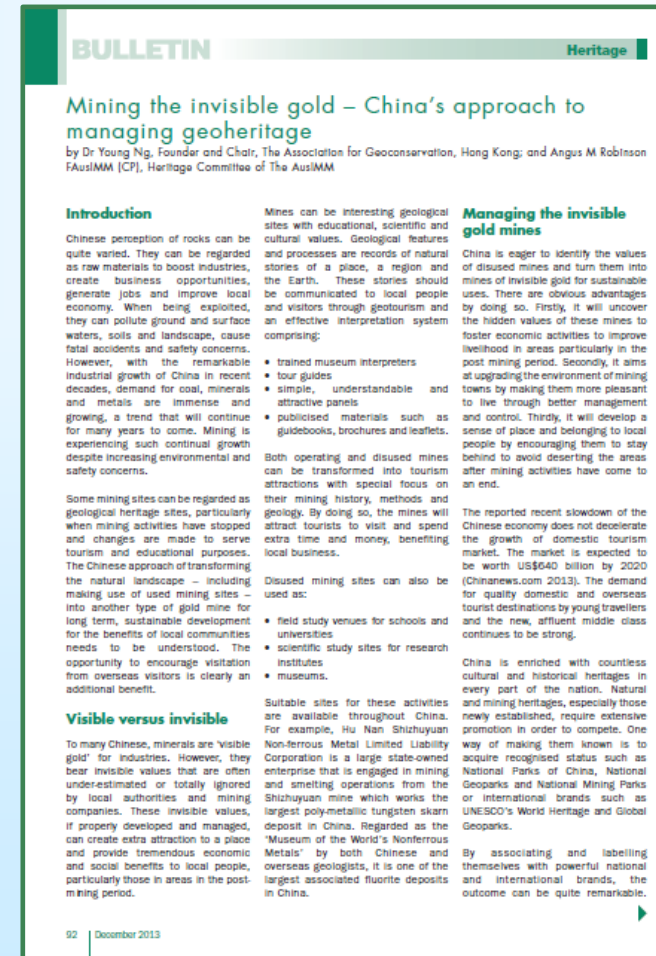 BULLETIN
Heritage
Mining the invisible gold – China's approach to
managing geoheritage
by Dr Young Ng, Founder and Chair, The Association for Geoconservation, Hong Kong; and Angus M Robinson
FAusIMM (CP), Heritage Committee of The AusIMM
Introduction
Chinese perception of rocks can be
quite varied. They can be regarded
as raw materials to boost industries,
create business opportunities,
generate jobs and improve local
economy. When being exploited,
they can pollute ground and surface
waters, soils and landscape, cause
fatal accidents and safety concerns.
However, with the remarkable
industrial growth of China in recent
decades, demand for coal, minerals
and metals are immense and
growing, a trend that will continue
for many years to come. Mining is
experiencing such continual growth
despite increasing environmental and
safety concerns.
Some mining sites can be regarded as
geological heritage sites, particularly
when mining activities have stopped
and changes are made to serve
tourism and educational purposes.
The Chinese approach of transforming
the natural landscape – including
making use of used mining sites –
into another type of gold mine for
long term, sustainable development
for the benefits of local communities
needs to be understood. The
opportunity to encourage visitation
from overseas visitors is clearly an
additional benefit.
Visible versus invisible
To many Chinese, minerals are 'visible
gold' for industries. However, they
bear invisible values that are often
under-estimated or totally ignored
by local authorities and mining
companies. These invisible values,
if properly developed and managed,
can create extra attraction to a place
and provide tremendous economic
and social benefits to local people,
particularly those in areas in the post-
mining period.
Mines can be interesting geological
sites with educational, scientific and
cultural values. Geological features
and processes are records of natural
stories of a place, a region and
the Earth. These stories should
be communicated to local people
and visitors through geotourism and
an effective interpretation system
comprising:
• trained museum interpreters
• tour guides
• simple, understandable and
attractive panels
• publicised materials such as
guidebooks, brochures and leaflets.
Both operating and disused mines
can be transformed into tourism
attractions with special focus on
their mining history, methods and
geology. By doing so, the mines will
attract tourists to visit and spend
extra time and money, benefiting
local business.
Disused mining sites can also be
used as:
• field study venues for schools and
universities
• scientific study sites for research
institutes
• museums.
Suitable sites for these activities
are available throughout China.
For example, Hu Nan Shizhuyuan
Non-ferrous Metal Limited Liability
Corporation is a large state-owned
enterprise that is engaged in mining
and smelting operations from the
Shizhuyuan mine which works the
largest poly-metallic tungsten skarn
deposit in China. Regarded as the
'Museum of the World's Nonferrous
Metals' by both Chinese and
overseas geologists, it is one of the
largest associated fluorite deposits
in China.
Managing the invisible
gold mines
China is eager to identify the values
of disused mines and turn them into
mines of invisible gold for sustainable
uses. There are obvious advantages
by doing so. Firstly, it will uncover
the hidden values of these mines to
foster economic activities to improve
livelihood in areas particularly in the
post mining period. Secondly, it aims
at upgrading the environment of mining
towns by making them more pleasant
to live through better management
and control. Thirdly, it will develop a
sense of place and belonging to local
people by encouraging them to stay
behind to avoid deserting the areas
after mining activities have come to
an end.
The reported recent slowdown of the
Chinese economy does not decelerate
the growth of domestic tourism
market. The market is expected to
be worth US$640 billion by 2020
(Chinanews.com 2013). The demand
for quality domestic and overseas
tourist destinations by young travellers
and the new, affluent middle class
continues to be strong.
China is enriched with countless
cultural and historical heritages in
every part of the nation. Natural
and mining heritages, especially those
newly established, require extensive
promotion in order to compete. One
way of making them known is to
acquire recognised status such as
National Parks of China, National
Geoparks and National Mining Parks
or international brands such as
UNESCO's World Heritage and Global
Geoparks.
By associating and labelling
themselves with powerful national
and international brands, the
outcome can be quite remarkable.
92 December 2013